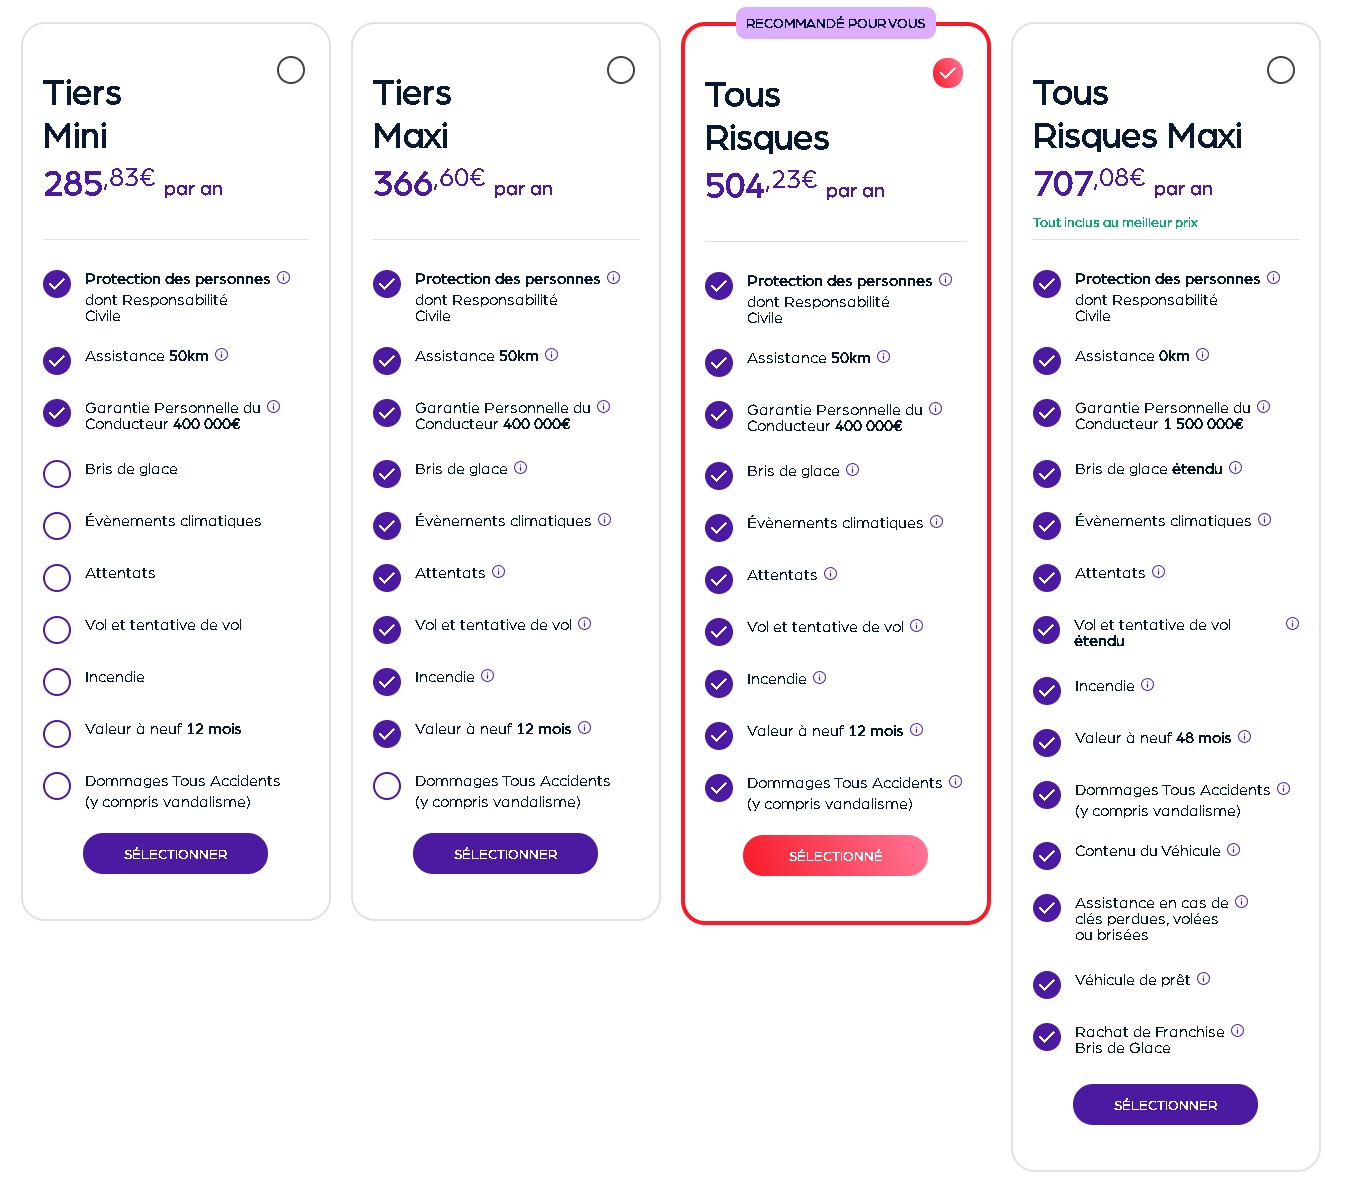 RECOMMANDÉ POUR VOUS
Tiers
Mini
285,83€ par an
Protection des personnes
dont Responsabilité
Civile
Assistance 50km
Garantie Personnelle du
Conducteur 400 000€
Bris de glace
Évènements climatiques
Attentats
Vol et tentative de vol
Incendie
Valeur à neuf 12 mois
Dommages Tous Accidents
(y compris vandalisme)
SÉLECTIONNER
Tiers
Maxi
366,60€ par an
Protection des personnes
dont Responsabilité
Civile
Assistance 50km
Garantie Personnelle du
Conducteur 400 000€
Bris de glace
Évènements climatiques
Attentats
Vol et tentative de vol
Incendie
Valeur à neuf 12 mois
Dommages Tous Accidents
(y compris vandalisme)
SÉLECTIONNER
Tous
Risques
504,23€ par an
Protection des personnes
dont Responsabilité
Civile
Assistance 50km
Garantie Personnelle du
Conducteur 400 000€
Bris de glace
Évènements climatiques
Attentats
Vol et tentative de vol
Incendie
Valeur à neuf 12 mois
Dommages Tous Accidents
(y compris vandalisme)
SÉLECTIONNÉ
Tous
Risques Maxi
707,08€ par an
Tout inclus au meilleur prix
Protection des personnes
dont Responsabilité
Civile
Assistance 0km
Garantie Personnelle du
Conducteur 1 500 000€
Bris de glace étendu
Évènements climatiques
Attentats
Vol et tentative de vol
étendu
Incendie
Valeur à neuf 48 mois
Dommages Tous Accidents
(y compris vandalisme)
Contenu du Véhicule
Assistance en cas de
clés perdues, volées
ou brisées
Véhicule de prêt
Rachat de Franchise
Bris de Glace
SÉLECTIONNER